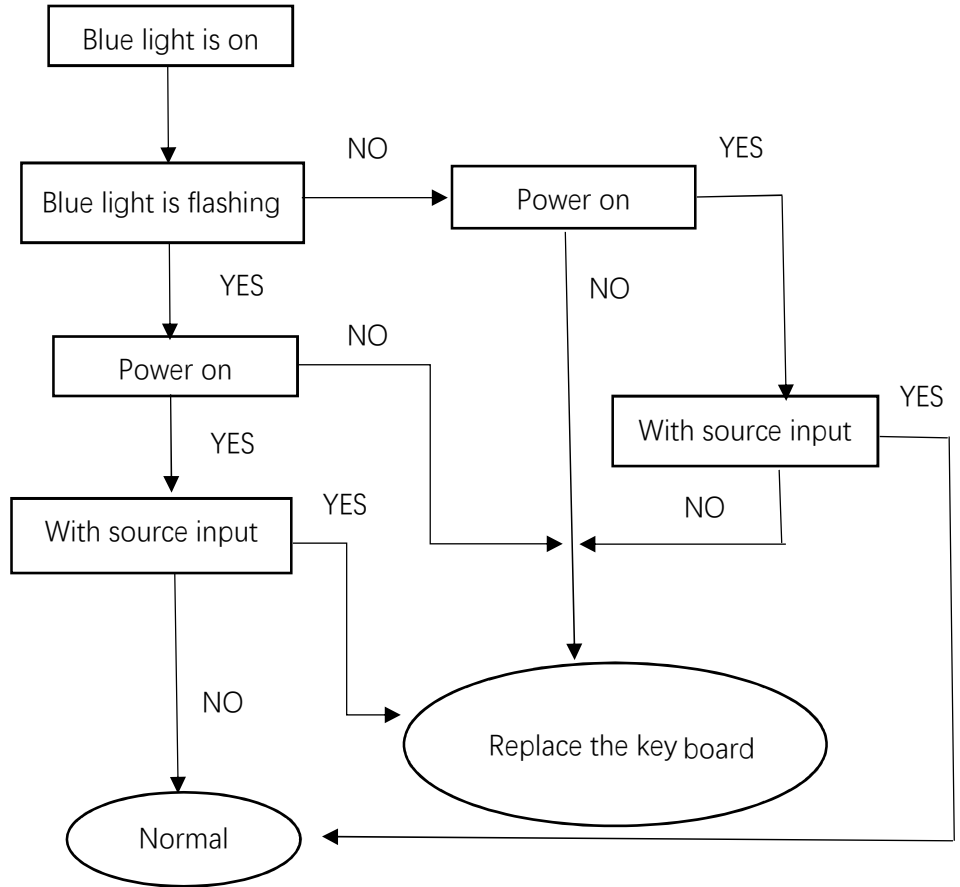 Blue light is on
NO
YES
Blue light is flashing
Power on
YES
NO
NO
Power on
YES
With source input
YES
YES
With source input
NO
NO
Replace the key board
Normal